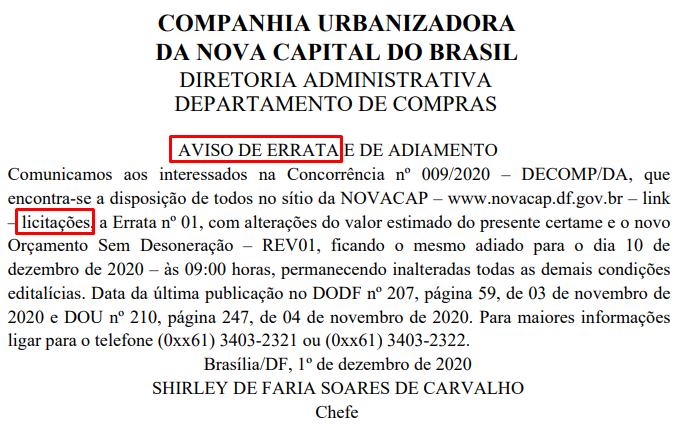 COMPANHIA URBANIZADORA
DA NOVA CAPITAL DO BRASIL
DIRETORIA ADMINISTRATIVA
DEPARTAMENTO DE COMPRAS
AVISO DE ERRATA E DE ADIAMENTO
Comunicamos aos interessados na Concorrência nº 009/2020 – DECOMP/DA, que
encontra-se a disposição de todos no sítio da NOVACAP – www.novacap.df.gov.br – link
– licitações, a Errata nº 01, com alterações do valor estimado do presente certame e o novo
Orçamento Sem Desoneração – REV01, ficando o mesmo adiado para o dia 10 de
dezembro de 2020 – às 09:00 horas, permanecendo inalteradas todas as demais condições
editalícias. Data da última publicação no DODF nº 207, página 59, de 03 de novembro de
2020 e DOU nº 210, página 247, de 04 de novembro de 2020. Para maiores informações
ligar para o telefone (0xx61) 3403-2321 ou (0xx61) 3403-2322.
Brasília/DF, 1º de dezembro de 2020
SHIRLEY DE FARIA SOARES DE CARVALHO
Chefe